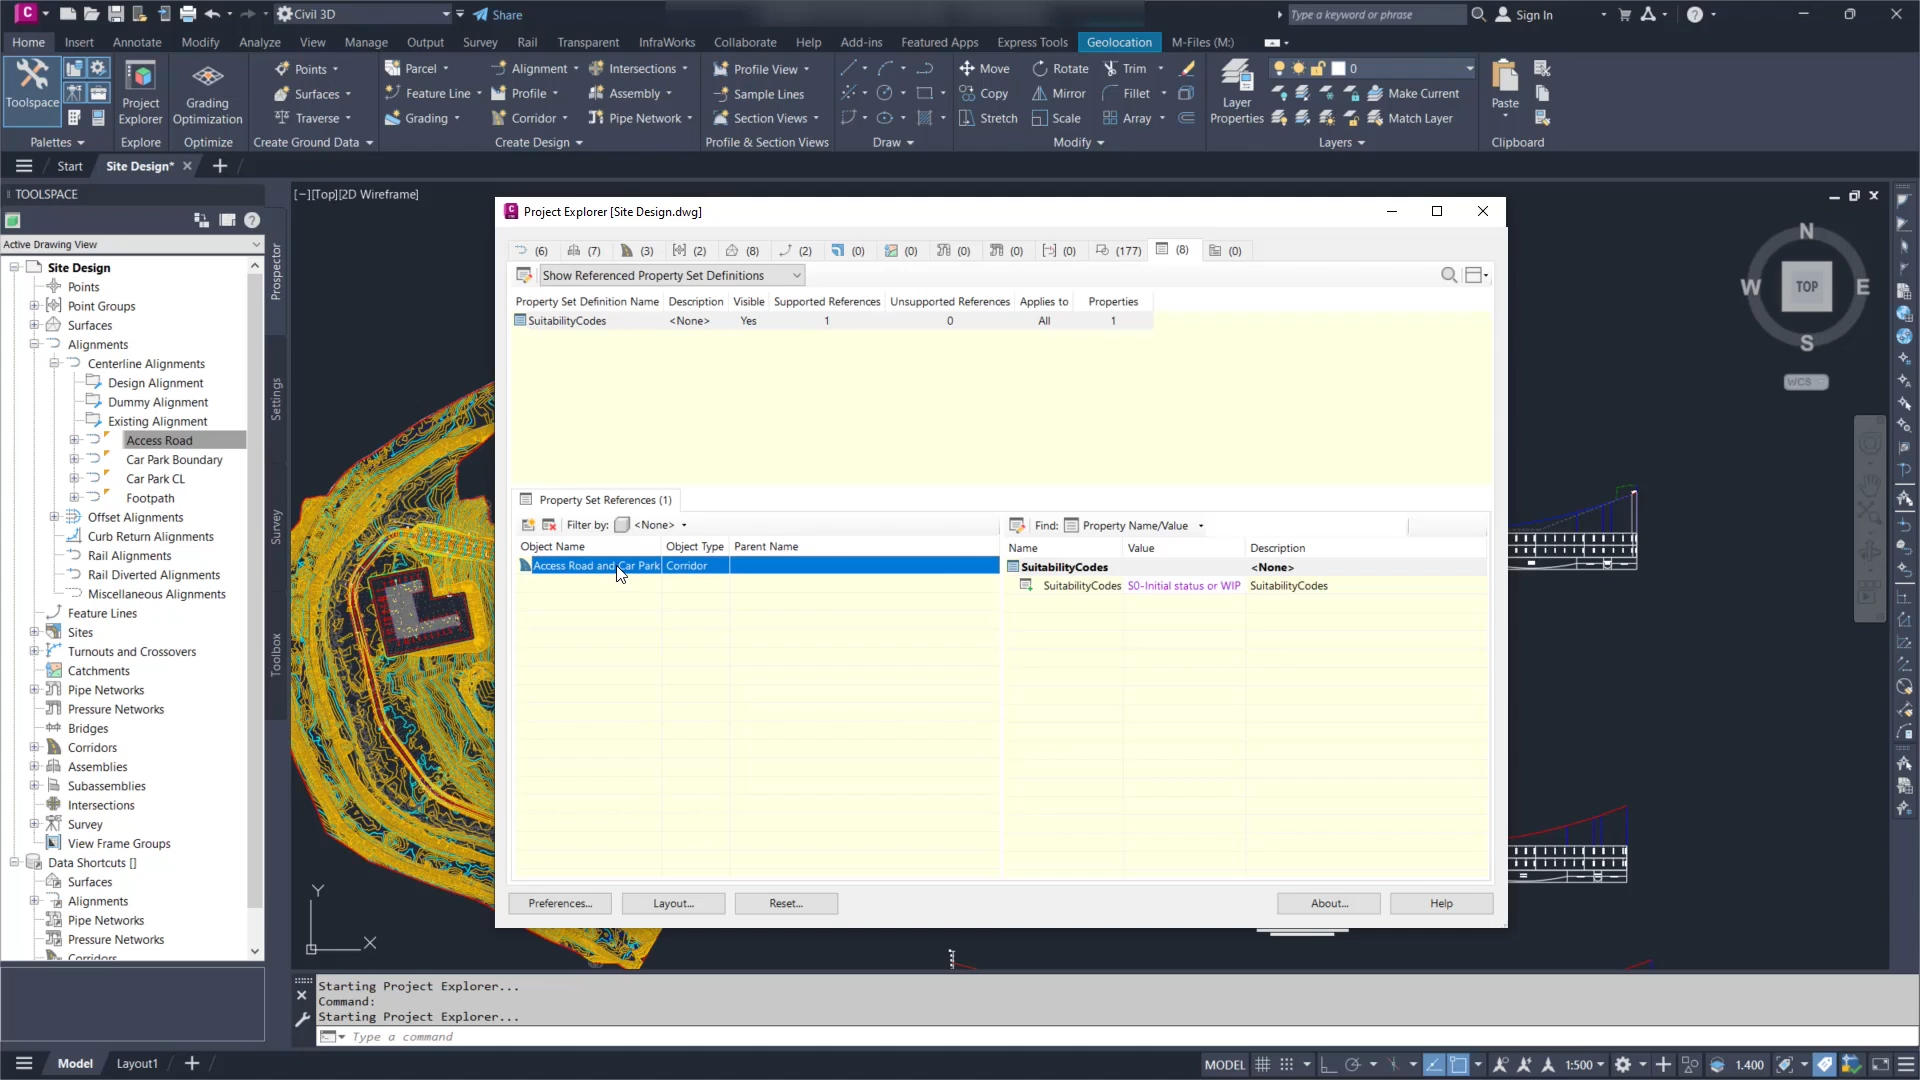 Civil 3D
Share
Type a keyword or phrase
Sign In
Home Insert Annotate Modify Analyze View Manage Output Survey Rail Transparent InfraWorks Collaborate Help Add-ins Featured Apps Express Tools Geolocation M-Files (M:)
Toolspace
Palettes
Project
Explorer
Explore
Grading
Optimization
Optimize
Points
Surfaces
Traverse
Create Ground Data
Parcel
Feature Line
Grading
Alignment
Profile
Corridor
Intersections
Assembly
Pipe Network
Create Design
Profile View
Sample Lines
Section Views
Profile & Section Views
Draw
Move
Copy
Stretch
Rotate
Mirror
Scale
Trim
Fillet
Array
Modify
Layer
Properties
0
Make Current
Match Layer
Layers
Paste
Clipboard
Start
Site Design*
TOOLSPACE
Active Drawing View
Prospector
Settings
Survey
Toolbox
Site Design
Points
Point Groups
Surfaces
Alignments
Centerline Alignments
Design Alignment
Dummy Alignment
Existing Alignment
Access Road
Car Park Boundary
Car Park CL
Footpath
Offset Alignments
Curb Return Alignments
Rail Alignments
Rail Diverted Alignments
Miscellaneous Alignments
Feature Lines
Sites
Turnouts and Crossovers
Catchments
Pipe Networks
Pressure Networks
Bridges
Corridors
Assemblies
Subassemblies
Intersections
Survey
View Frame Groups
Data Shortcuts []
Surfaces
Alignments
Pipe Networks
Pressure Networks
Corridors
[−][Top][2D Wireframe]
Project Explorer [Site Design.dwg]
(6) (7) (3) (2) (8) (2) (0) (0) (0) (0) (0) (177) (8) (0)
Show Referenced Property Set Definitions
Property Set Definition Name Description Visible Supported References Unsupported References Applies to Properties
SuitabilityCodes <None> Yes 1 0 All 1
Property Set References (1)
Filter by: <None>
Object Name Object Type Parent Name
Access Road and Car Park Corridor
Find: Property Name/Value
Name Value Description
SuitabilityCodes <None>
SuitabilityCodes S0-Initial status or WIP SuitabilityCodes
Preferences...
Layout...
Reset...
About...
Help
N
W TOP E
S
WCS
Y
X
Starting Project Explorer...
Command:
Starting Project Explorer...
Type a command
Model
Layout1
MODEL
1:500
1.400